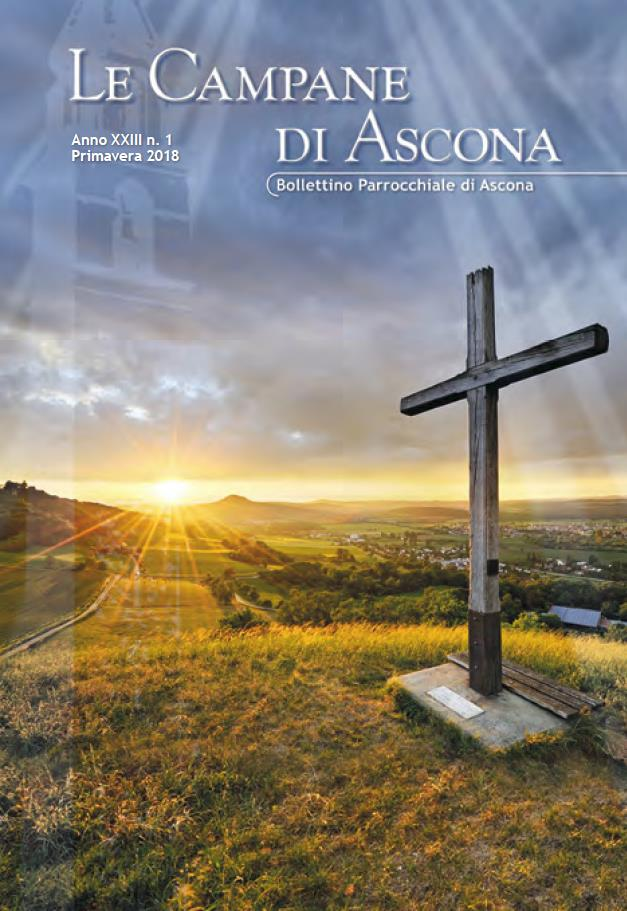 Le Campane
di Ascona
Anno XXIII n. 1
Primavera 2018
Bollettino Parrocchiale di Ascona